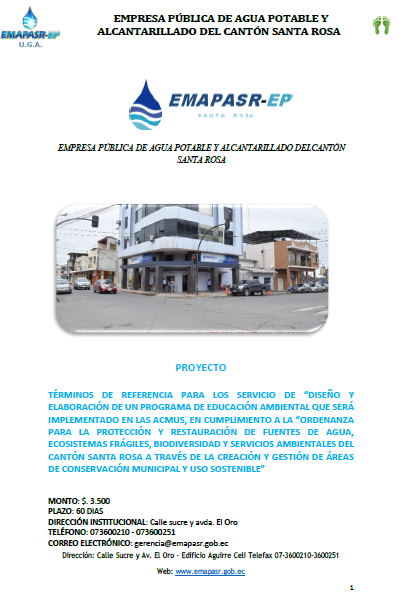 EMAPASR-EP
U.G.A.
EMPRESA PÚBLICA DE AGUA POTABLE Y
ALCANTARILLADO DEL CANTÓN SANTA ROSA
EMAPASR-EP
SANTA ROSA
EMPRESA PÚBLICA DE AGUA POTABLE Y ALCANTARILLADO DELCANTÓN
SANTA ROSA
PROYECTO
TÉRMINOS DE REFERENCIA PARA LOS SERVICIO DE "DISEÑO Y
ELABORACIÓN DE UN PROGRAMA DE EDUCACIÓN AMBIENTAL QUE SERÁ
IMPLEMENTADO EN LAS ACMUS, EN CUMPLIMIENTO A LA "ORDENANZA
PARA LA PROTECCIÓN Y RESTAURACIÓN DE FUENTES DE AGUA,
ECOSISTEMAS FRÁGILES, BIODIVERSIDAD Y SERVICIOS AMBIENTALES DEL
CANTÓN SANTA ROSA A TRAVÉS DE LA CREACIÓN Y GESTIÓN DE ÁREAS
DE CONSERVACIÓN MUNICIPAL Y USO SOSTENIBLE"
MONTO: $. 3.500
PLAZO: 60 DIAS
DIRECCIÓN INSTITUCIONAL: Calle sucre y avda. El Oro
TELÉFONO: 073600210 - 073600251
CORREO ELECTRÓNICO: gerencia@emapasr.gob.ec
Dirección: Calle Sucre y Av. El Oro - Edificio Aguirre Celi Telefax 07-3600210-3600251
Web: www.emapasr.gob.ec
1